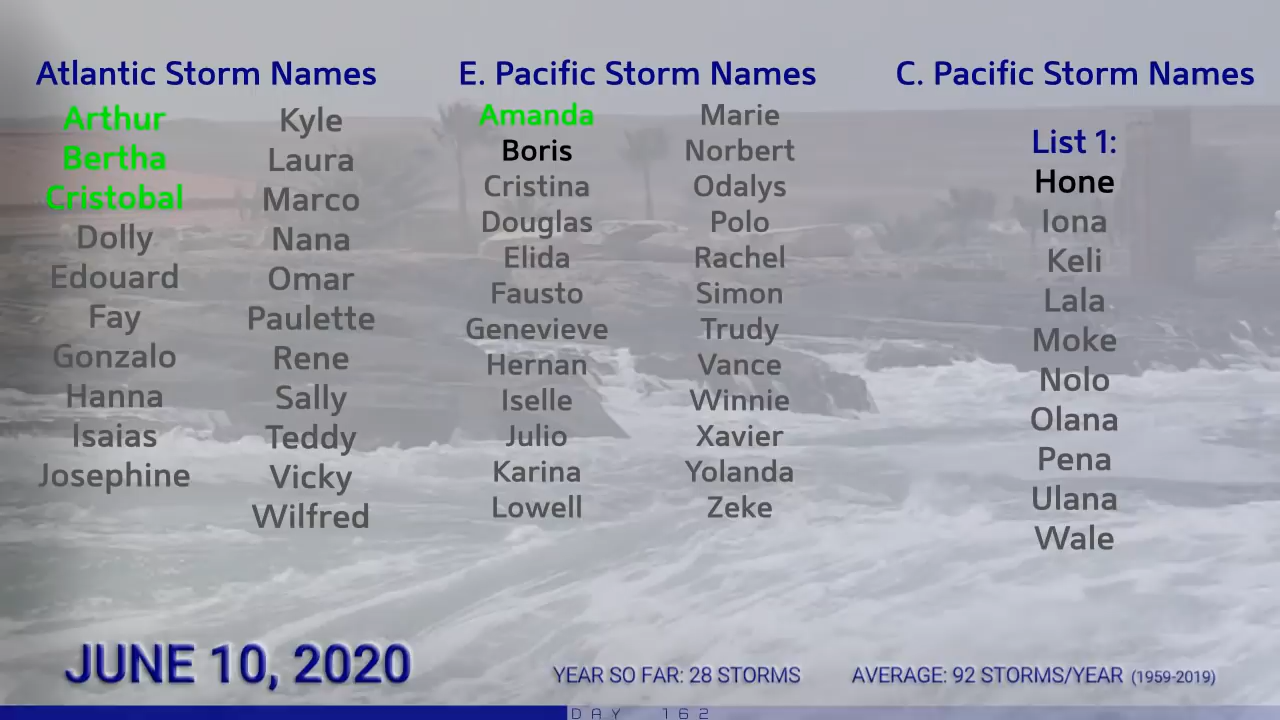 Atlantic Storm Names
Arthur
Bertha
Cristobal
Dolly
Edouard
Fay
Gonzalo
Hanna
Isaias
Josephine
Kyle
Laura
Marco
Nana
Omar
Paulette
Rene
Sally
Teddy
Vicky
Wilfred
E. Pacific Storm Names
Amanda
Boris
Cristina
Douglas
Elida
Fausto
Genevieve
Hernan
Iselle
Julio
Karina
Lowell
Marie
Norbert
Odalys
Polo
Rachel
Simon
Trudy
Vance
Winnie
Xavier
Yolanda
Zeke
C. Pacific Storm Names
List 1:
Hone
Iona
Keli
Lala
Moke
Nolo
Olana
Pena
Ulana
Wale
JUNE 10, 2020
YEAR SO FAR: 28 STORMS
AVERAGE: 92 STORMS/YEAR (1959-2019)
DAY 162